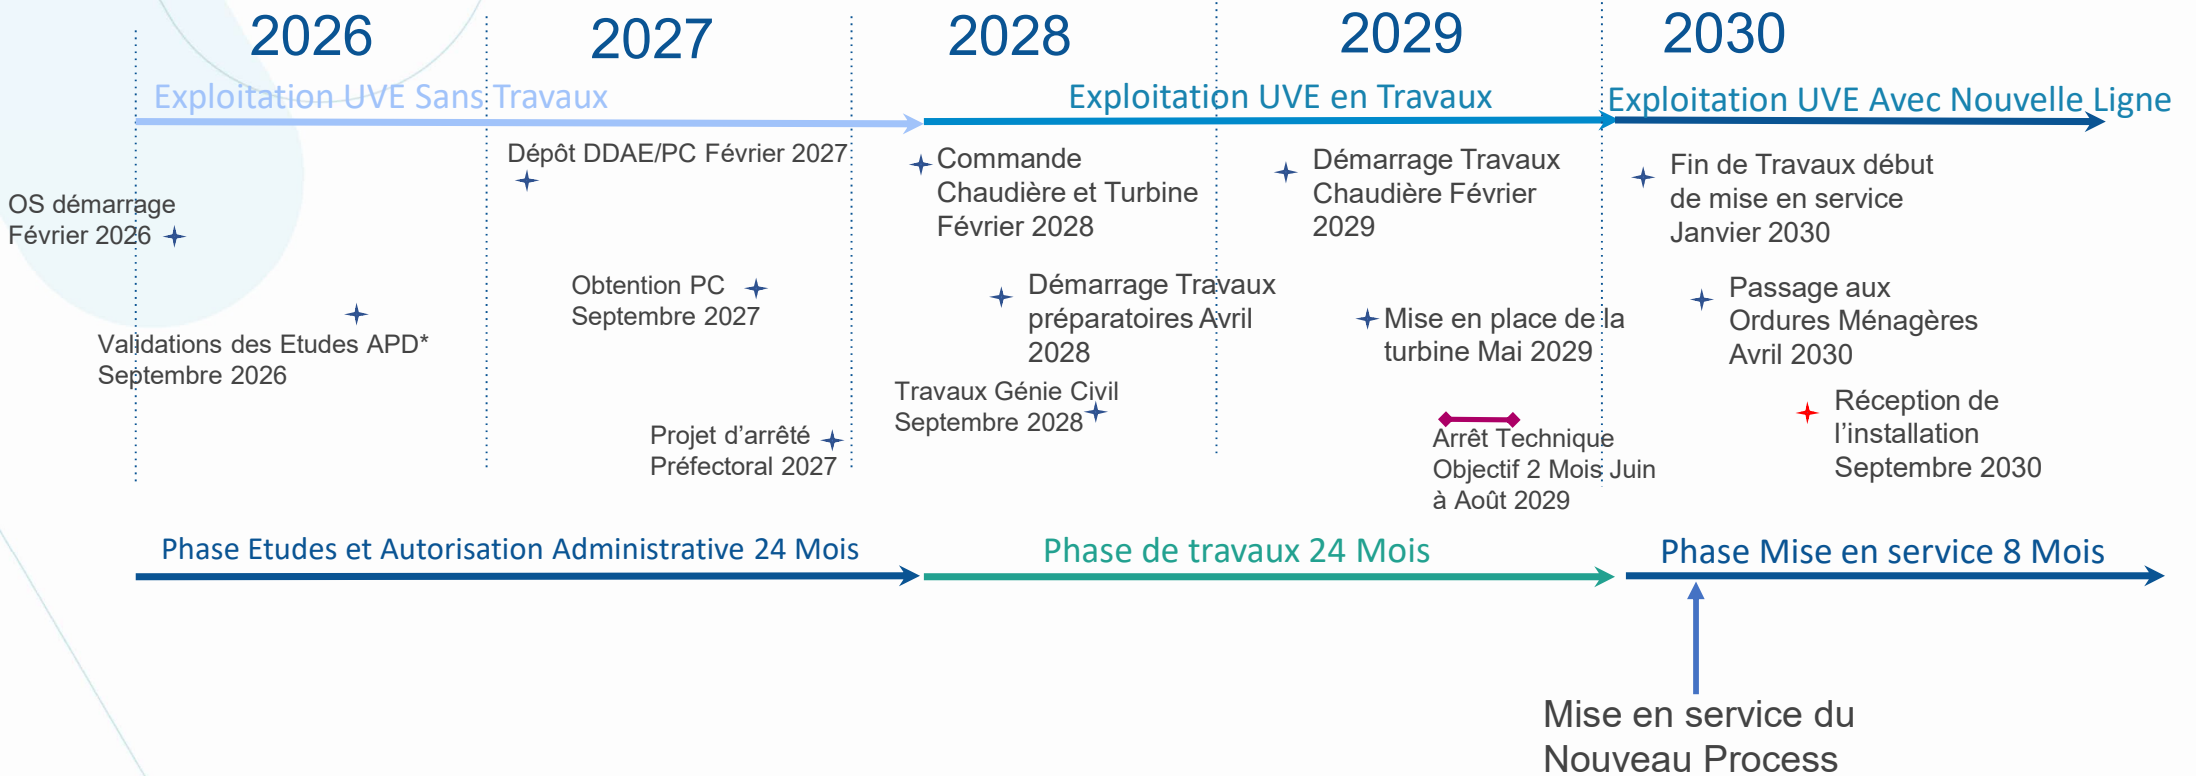 2026
2027
2028
2029
2030
Exploitation UVE Sans Travaux
Exploitation UVE en Travaux
Exploitation UVE Avec Nouvelle Ligne
OS démarrage
Février 2026
Validations des Etudes APD*
Septembre 2026
Dépôt DDAE/PC Février 2027
Obtention PC
Septembre 2027
Projet d’arrêté
Préfectoral 2027
Commande
Chaudière et Turbine
Février 2028
Démarrage Travaux
préparatoires Avril
2028
Travaux Génie Civil
Septembre 2028
Démarrage Travaux
Chaudière Février
2029
Mise en place de la
turbine Mai 2029
Arrêt Technique
Objectif 2 Mois Juin
à Août 2029
Fin de Travaux début
de mise en service
Janvier 2030
Passage aux
Ordures Ménagères
Avril 2030
Réception de
l’installation
Septembre 2030
Phase Etudes et Autorisation Administrative 24 Mois
Phase de travaux 24 Mois
Phase Mise en service 8 Mois
Mise en service du
Nouveau Process